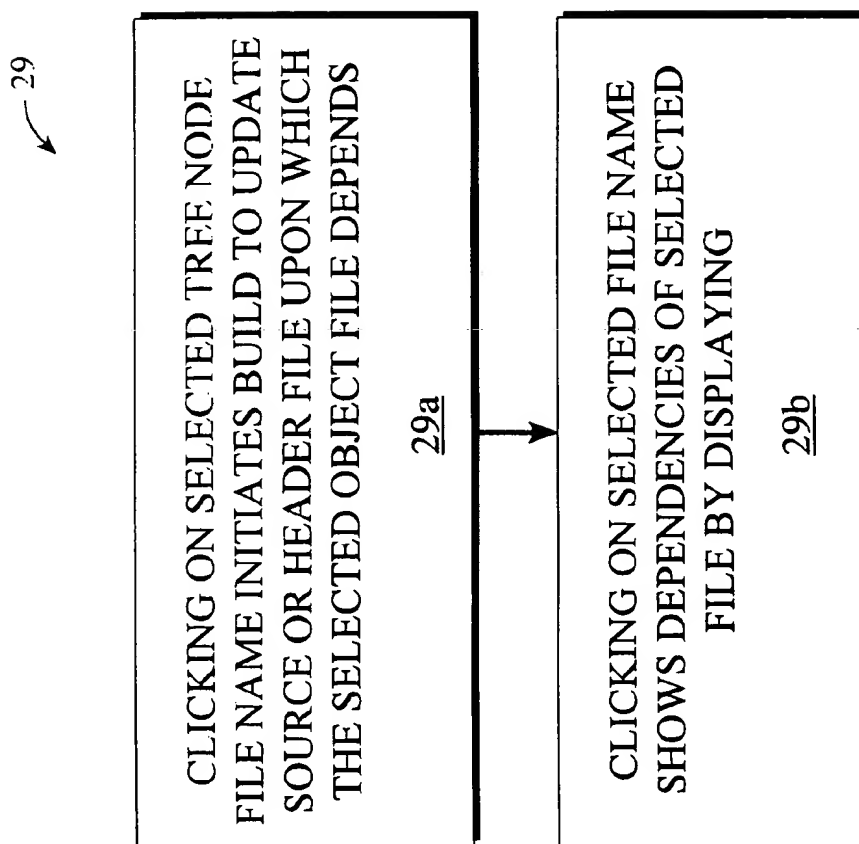 29
CLICKING ON SELECTED TREE NODE
FILE NAME INITIATES BUILD TO UPDATE
SOURCE OR HEADER FILE UPON WHICH
THE SELECTED OBJECT FILE DEPENDS
29a
CLICKING ON SELECTED FILE NAME
SHOWS DEPENDENCIES OF SELECTED
FILE BY DISPLAYING
29b